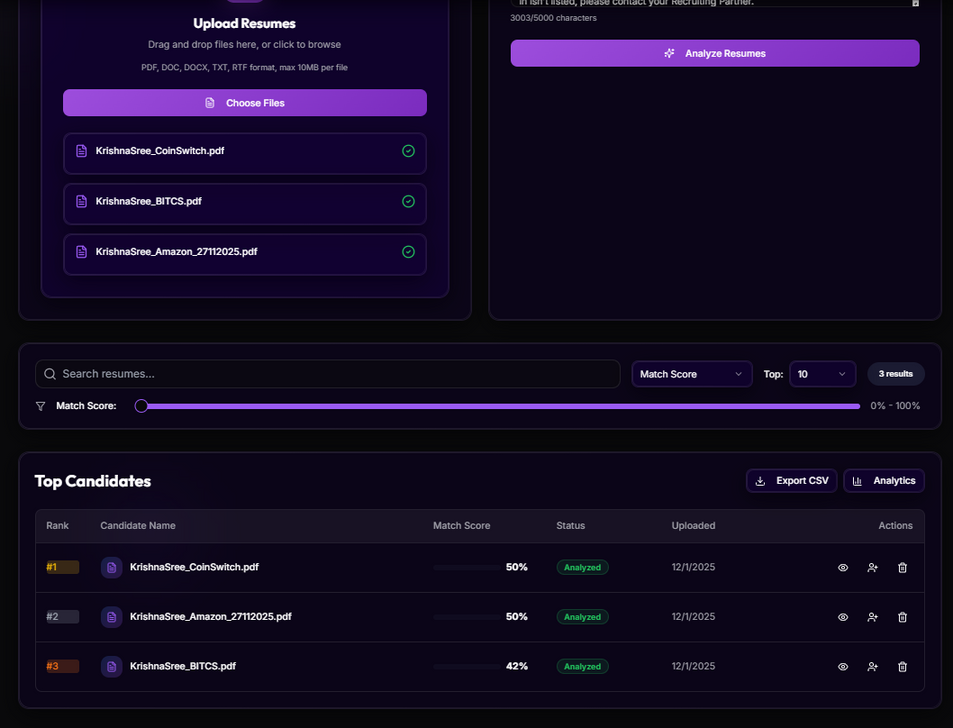 Upload Resumes
Drag and drop files here, or click to browse
PDF, DOC, DOCX, TXT, RTF format, max 10MB per file
Choose Files
KrishnaSree_CoinSwitch.pdf
KrishnaSree_BITCS.pdf
KrishnaSree_Amazon_27112025.pdf
in isn't listed, please contact your Recruiting Partner.
3003/5000 characters
Analyze Resumes
Search resumes...
Match Score
Top:
10
3 results
Match Score:
0% - 100%
Top Candidates
Export CSV
Analytics
Rank Candidate Name Match Score Status Uploaded Actions
#1 KrishnaSree_CoinSwitch.pdf 50% Analyzed 12/1/2025
#2 KrishnaSree_Amazon_27112025.pdf 50% Analyzed 12/1/2025
#3 KrishnaSree_BITCS.pdf 42% Analyzed 12/1/2025